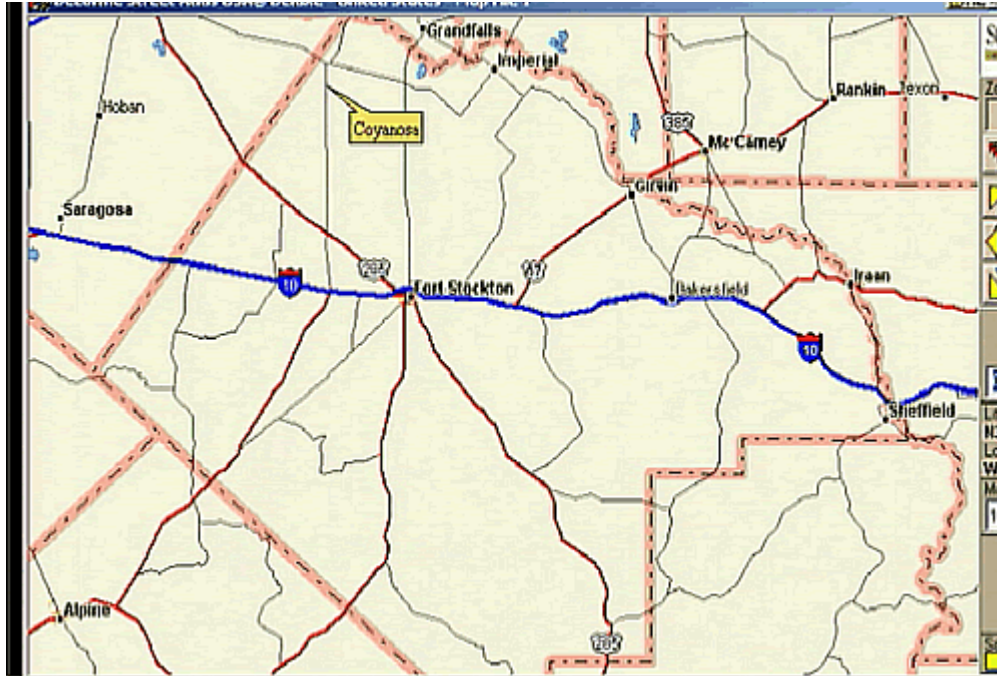 Grandfalls
Imperial
Hoban
Coyanosa
Rankin
Texon
385
McCamey
Girvin
Saragosa
285
67
10
Fort Stockton
Bakersfield
Iraan
10
Sheffield
Alpine
285